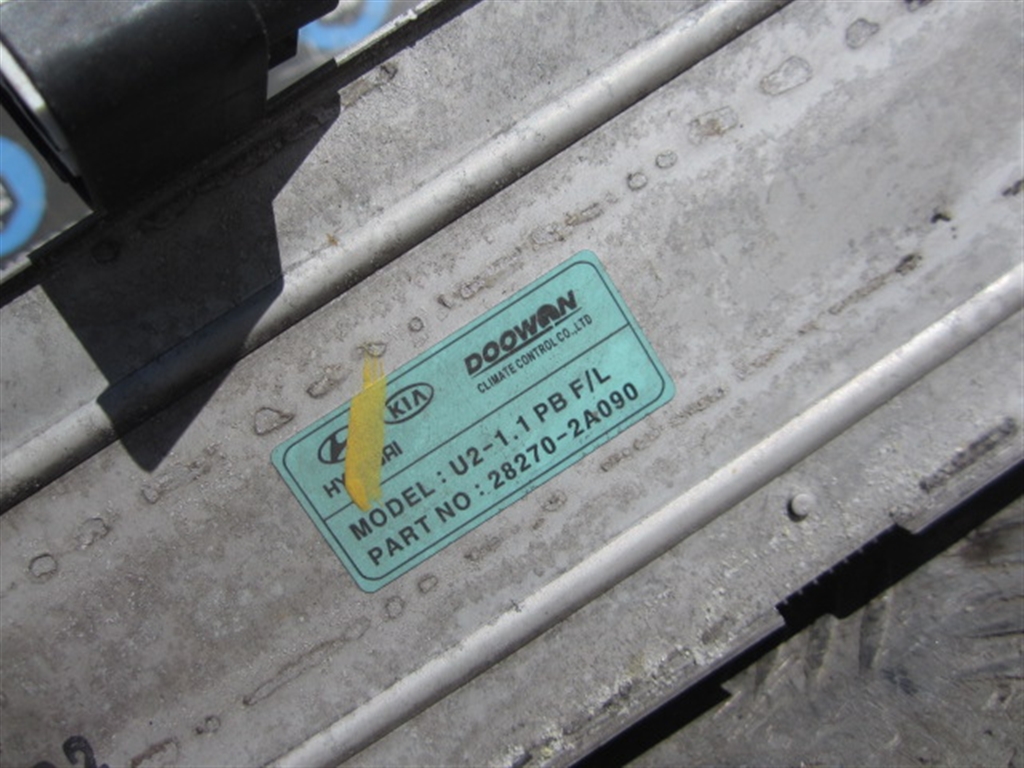 KIA
DOOWON
CLIMATE CONTROL CO.,LTD
MODEL : U2-1.1 PB F/L
PART NO : 28270-2A090